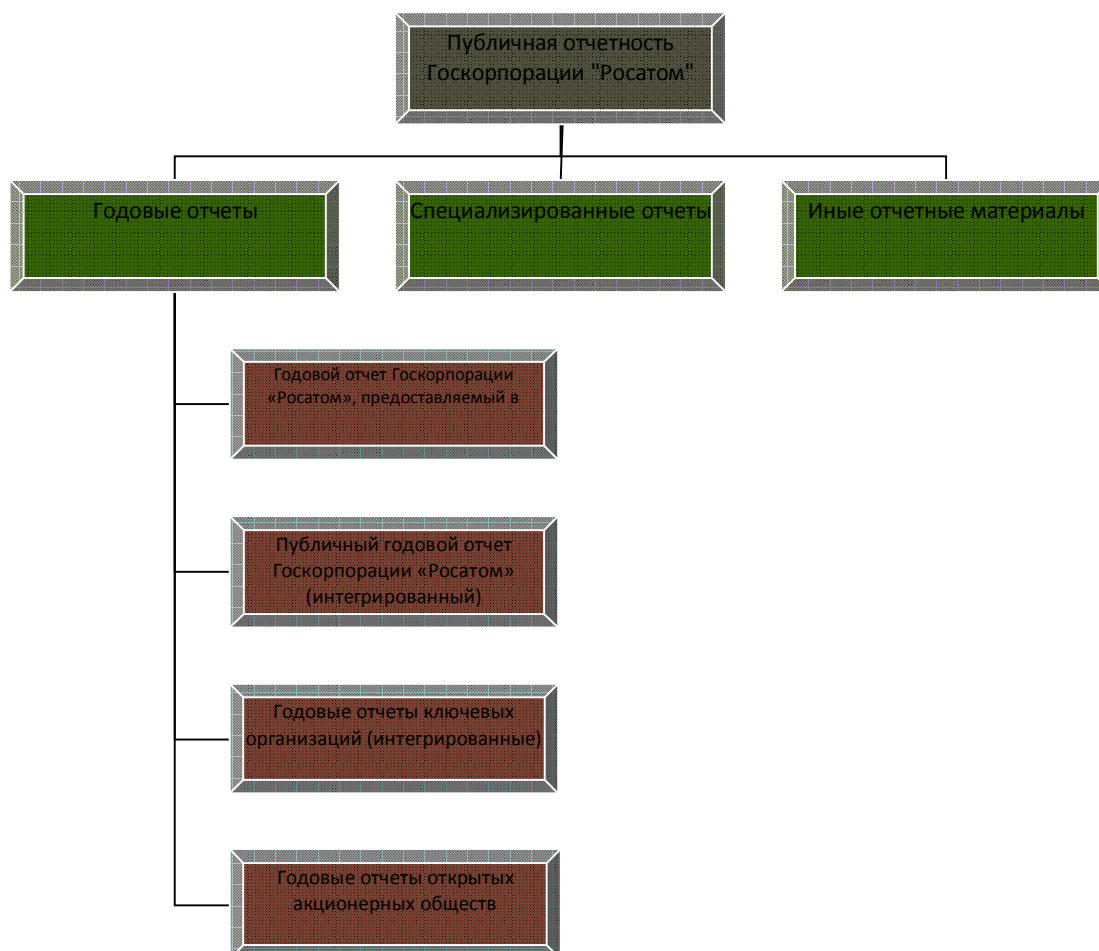 Публичная отчетность
Госкорпорации "Росатом"
Годовые отчеты
Специализированные отчеты
Иные отчетные материалы
Годовой отчет Госкорпорации
«Росатом», предоставляемый в
Публичный годовой отчет
Госкорпорации «Росатом»
(интегрированный)
Годовые отчеты ключевых
организаций (интегрированные)
Годовые отчеты открытых
акционерных обществ